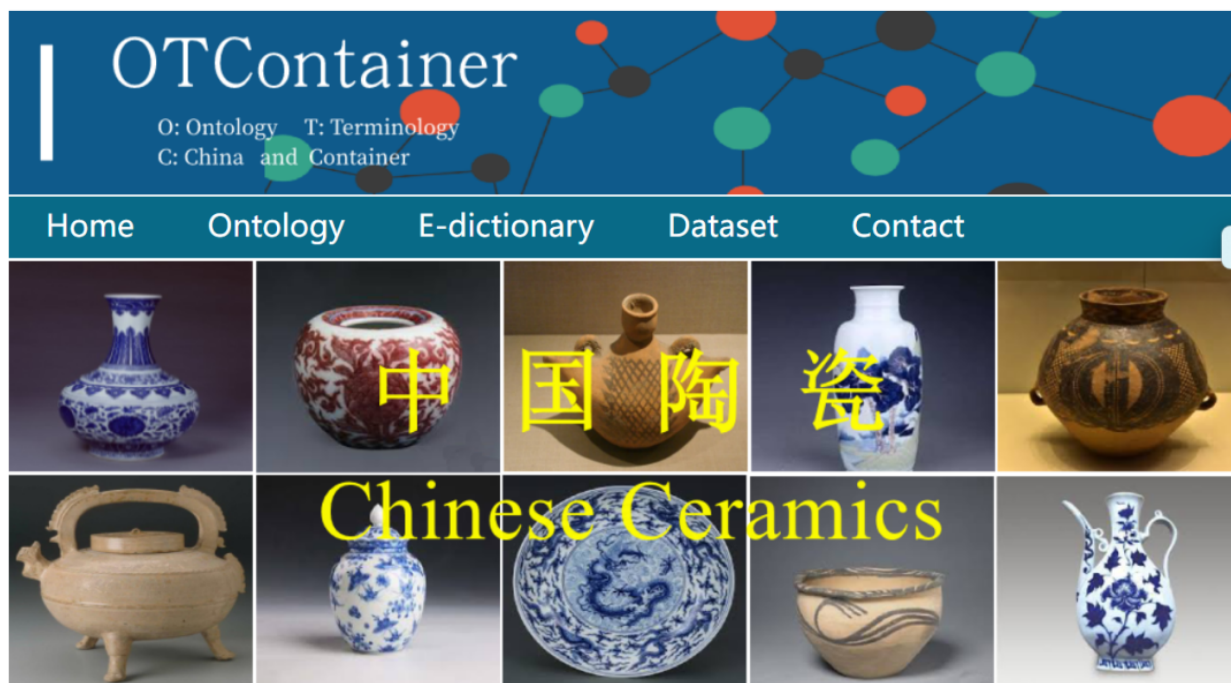 OTContainer
O: Ontology T: Terminology
C: China and Container
Home Ontology E-dictionary Dataset Contact
中国陶瓷
Chinese Ceramics